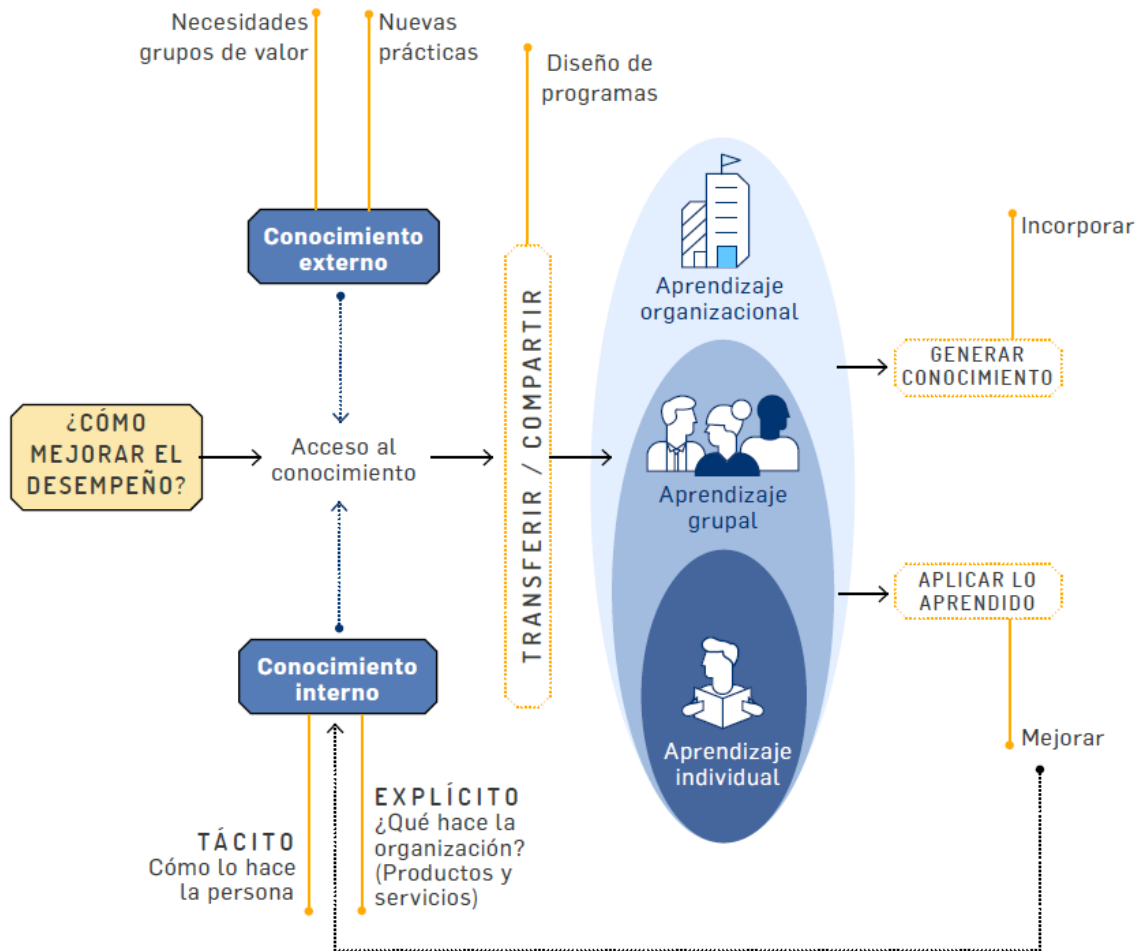 Necesidades
grupos de valor
Nuevas
prácticas
Diseño de
programas
Conocimiento
externo
Aprendizaje
organizacional
Incorporar
GENERAR
CONOCIMIENTO
¿CÓMO
MEJORAR EL
DESEMPEÑO?
Acceso al
conocimiento
TRANSFERIR / COMPARTIR
Aprendizaje
grupal
APLICAR LO
APRENDIDO
Conocimiento
interno
Aprendizaje
individual
Mejorar
TÁCITO
Cómo lo hace
la persona
EXPLÍCITO
¿Qué hace la
organización?
(Productos y
servicios)